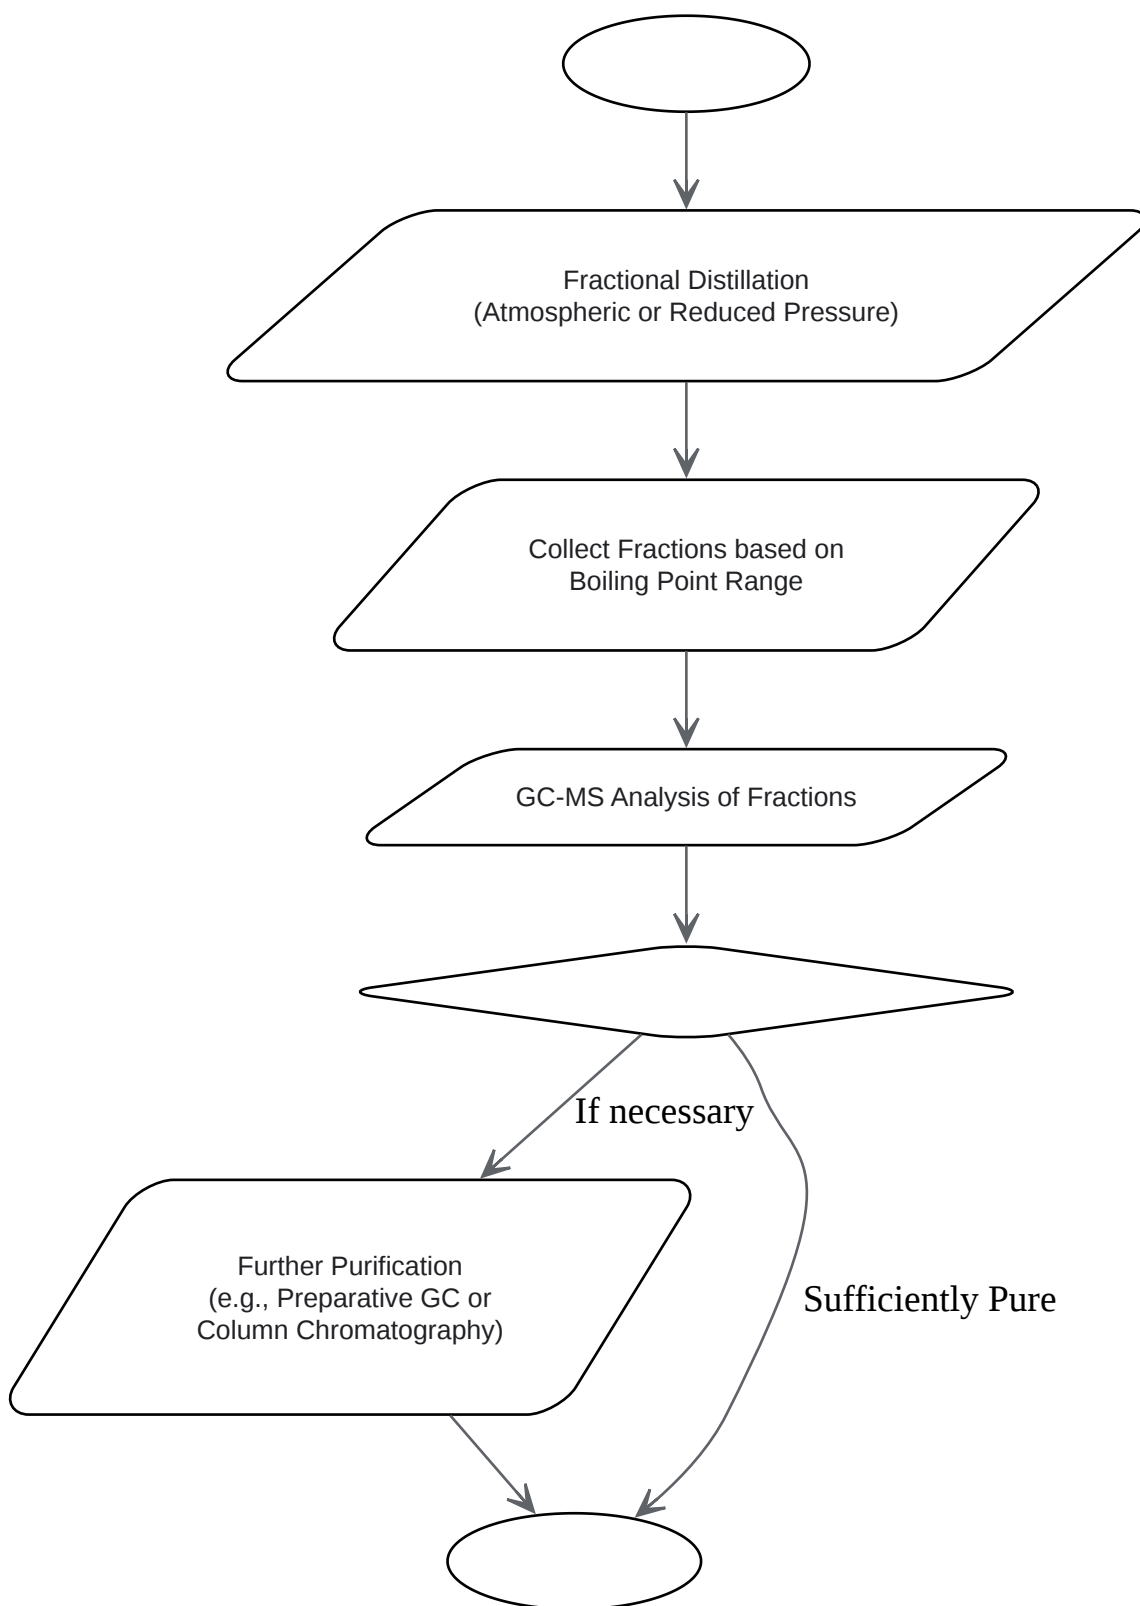 Fractional Distillation
(Atmospheric or Reduced Pressure)
Collect Fractions based on
Boiling Point Range
GC-MS Analysis of Fractions
If necessary
Further Purification
(e.g., Preparative GC or
Column Chromatography)
Sufficiently Pure